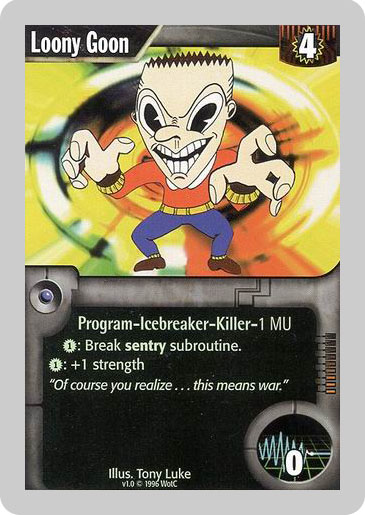 Loony Goon
4
Program-Icebreaker-Killer-1 MU
1: Break sentry subroutine.
1: +1 strength
"Of course you realize . . . this means war."
0
Illus. Tony Luke
v1.0 © 1996 WotC